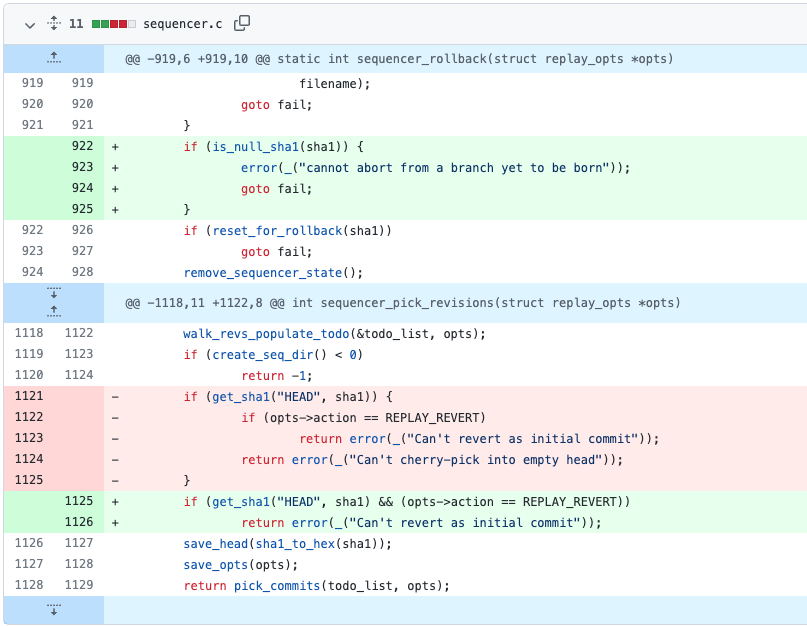 11 sequencer.c
@@ -919,6 +919,10 @@ static int sequencer_rollback(struct replay_opts *opts)
919 919 filename);
920 920 goto fail;
921 921 }
922 + if (is_null_sha1(sha1)) {
923 + error(_("cannot abort from a branch yet to be born"));
924 + goto fail;
925 + }
922 926 if (reset_for_rollback(sha1))
923 927 goto fail;
924 928 remove_sequencer_state();
@@ -1118,11 +1122,8 @@ int sequencer_pick_revisions(struct replay_opts *opts)
1118 1122 walk_revs_populate_todo(&todo_list, opts);
1119 1123 if (create_seq_dir() < 0)
1120 1124 return -1;
1121 - if (get_sha1("HEAD", sha1)) {
1122 - if (opts->action == REPLAY_REVERT)
1123 - return error(_("Can't revert as initial commit"));
1124 - return error(_("Can't cherry-pick into empty head"));
1125 - }
1125 + if (get_sha1("HEAD", sha1) && (opts->action == REPLAY_REVERT))
1126 + return error(_("Can't revert as initial commit"));
1126 1127 save_head(sha1_to_hex(sha1));
1127 1128 save_opts(opts);
1128 1129 return pick_commits(todo_list, opts);